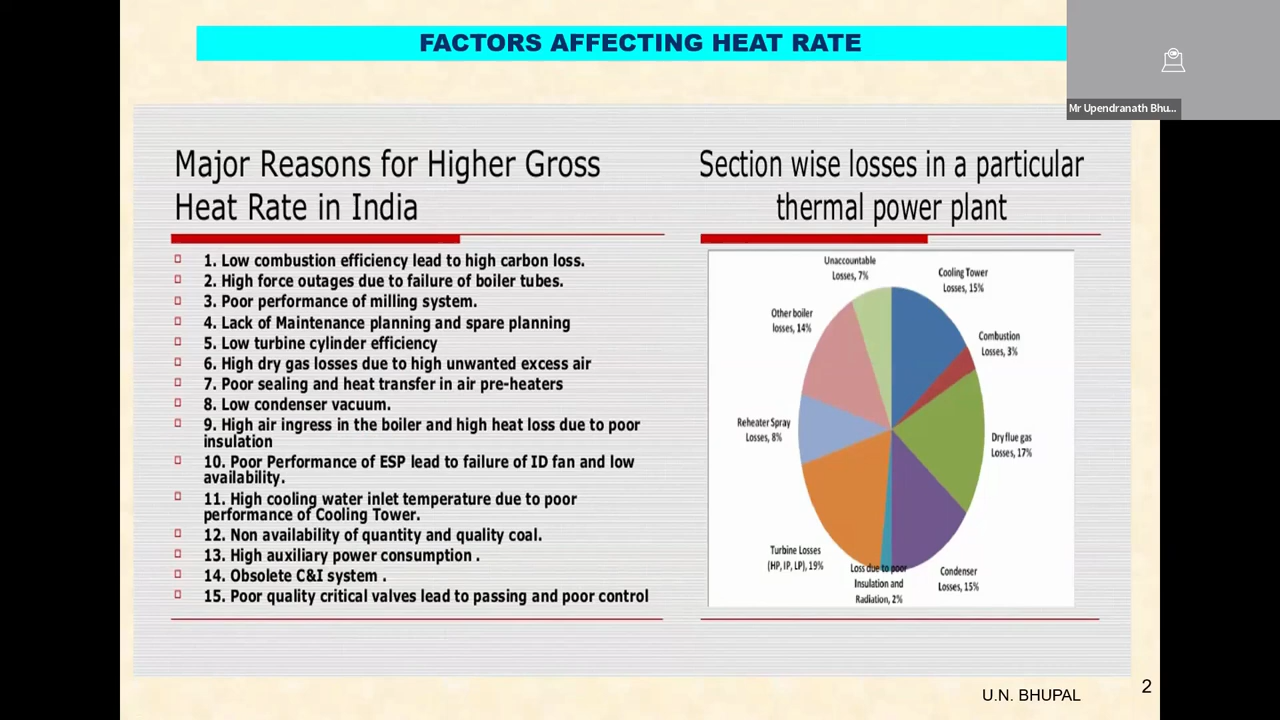 FACTORS AFFECTING HEAT RATE
Mr Upendranath Bhu...
Major Reasons for Higher Gross
Heat Rate in India
1. Low combustion efficiency lead to high carbon loss.
2. High force outages due to failure of boiler tubes.
3. Poor performance of milling system.
4. Lack of Maintenance planning and spare planning
5. Low turbine cylinder efficiency
6. High dry gas losses due to high unwanted excess air
7. Poor sealing and heat transfer in air pre-heaters
8. Low condenser vacuum.
9. High air ingress in the boiler and high heat loss due to poor
insulation
10. Poor Performance of ESP lead to failure of ID fan and low
availability.
11. High cooling water inlet temperature due to poor
performance of Cooling Tower.
12. Non availability of quantity and quality coal.
13. High auxiliary power consumption .
14. Obsolete C&I system .
15. Poor quality critical valves lead to passing and poor control
Section wise losses in a particular
thermal power plant
Unaccountable
Losses, 7%
Cooling Tower
Losses, 15%
Other boiler
losses, 14%
Combustion
Losses, 3%
Reheater Spray
Losses, 8%
Dry flue gas
Losses, 17%
Turbine Losses
(HP, IP, LP), 19%
Loss due to poor
Insulation and
Radiation, 2%
Condenser
Losses, 15%
U.N. BHUPAL
2